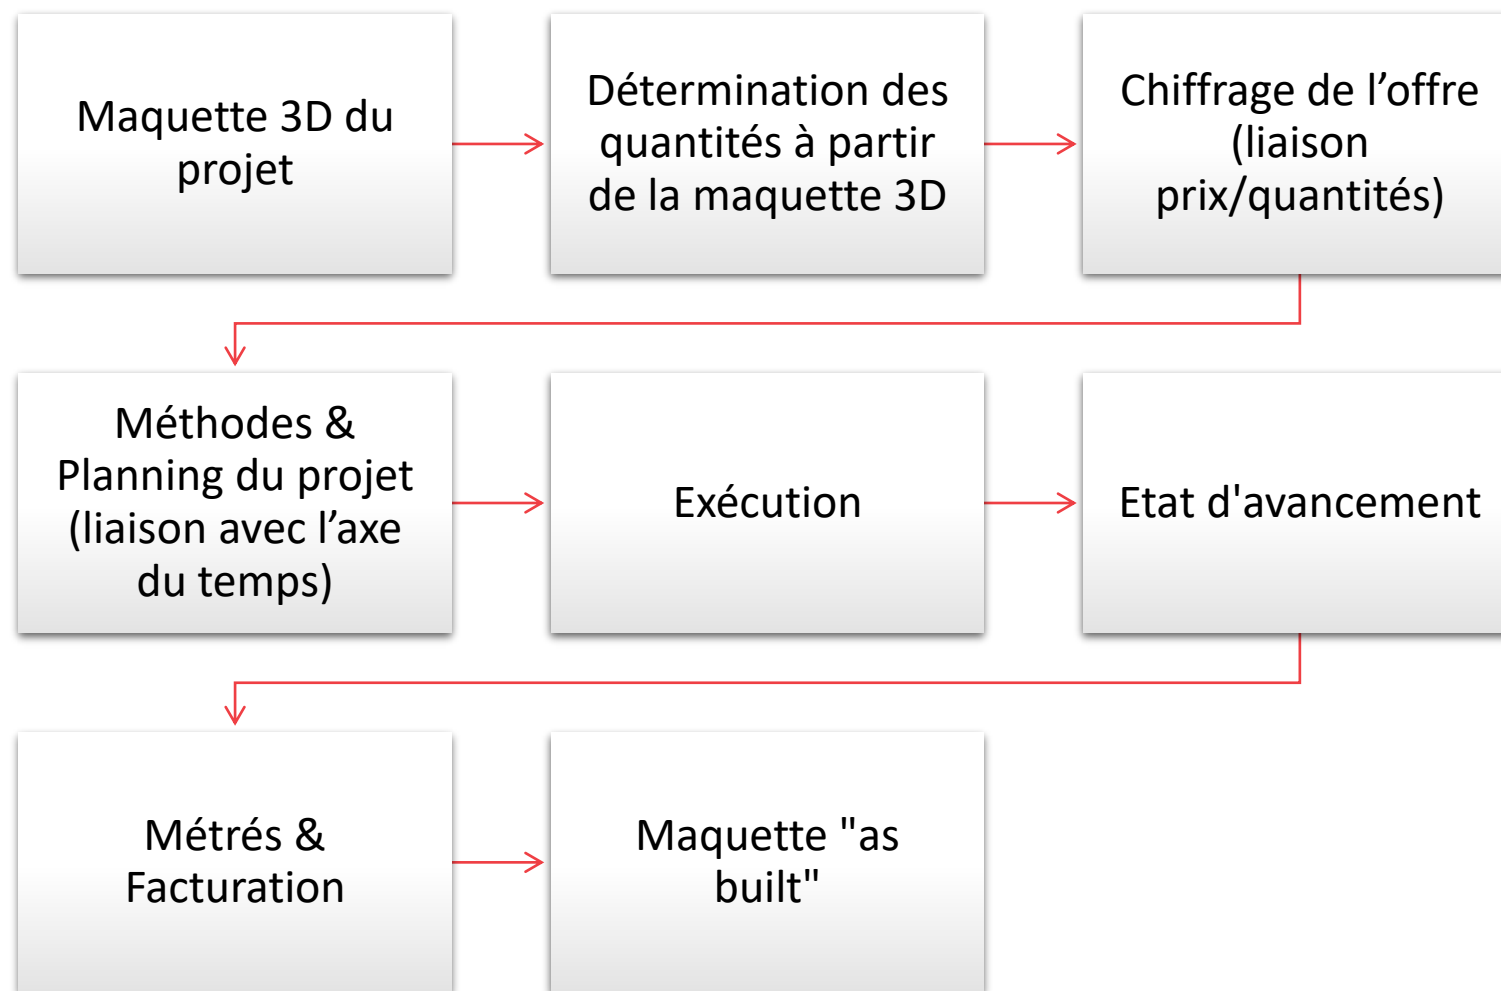 Maquette 3D du
projet
Détermination des
quantités à partir
de la maquette 3D
Chiffrage de l’offre
(liaison
prix/quantités)
Méthodes &
Planning du projet
(liaison avec l’axe
du temps)
Exécution
Etat d'avancement
Métrés &
Facturation
Maquette "as
built"